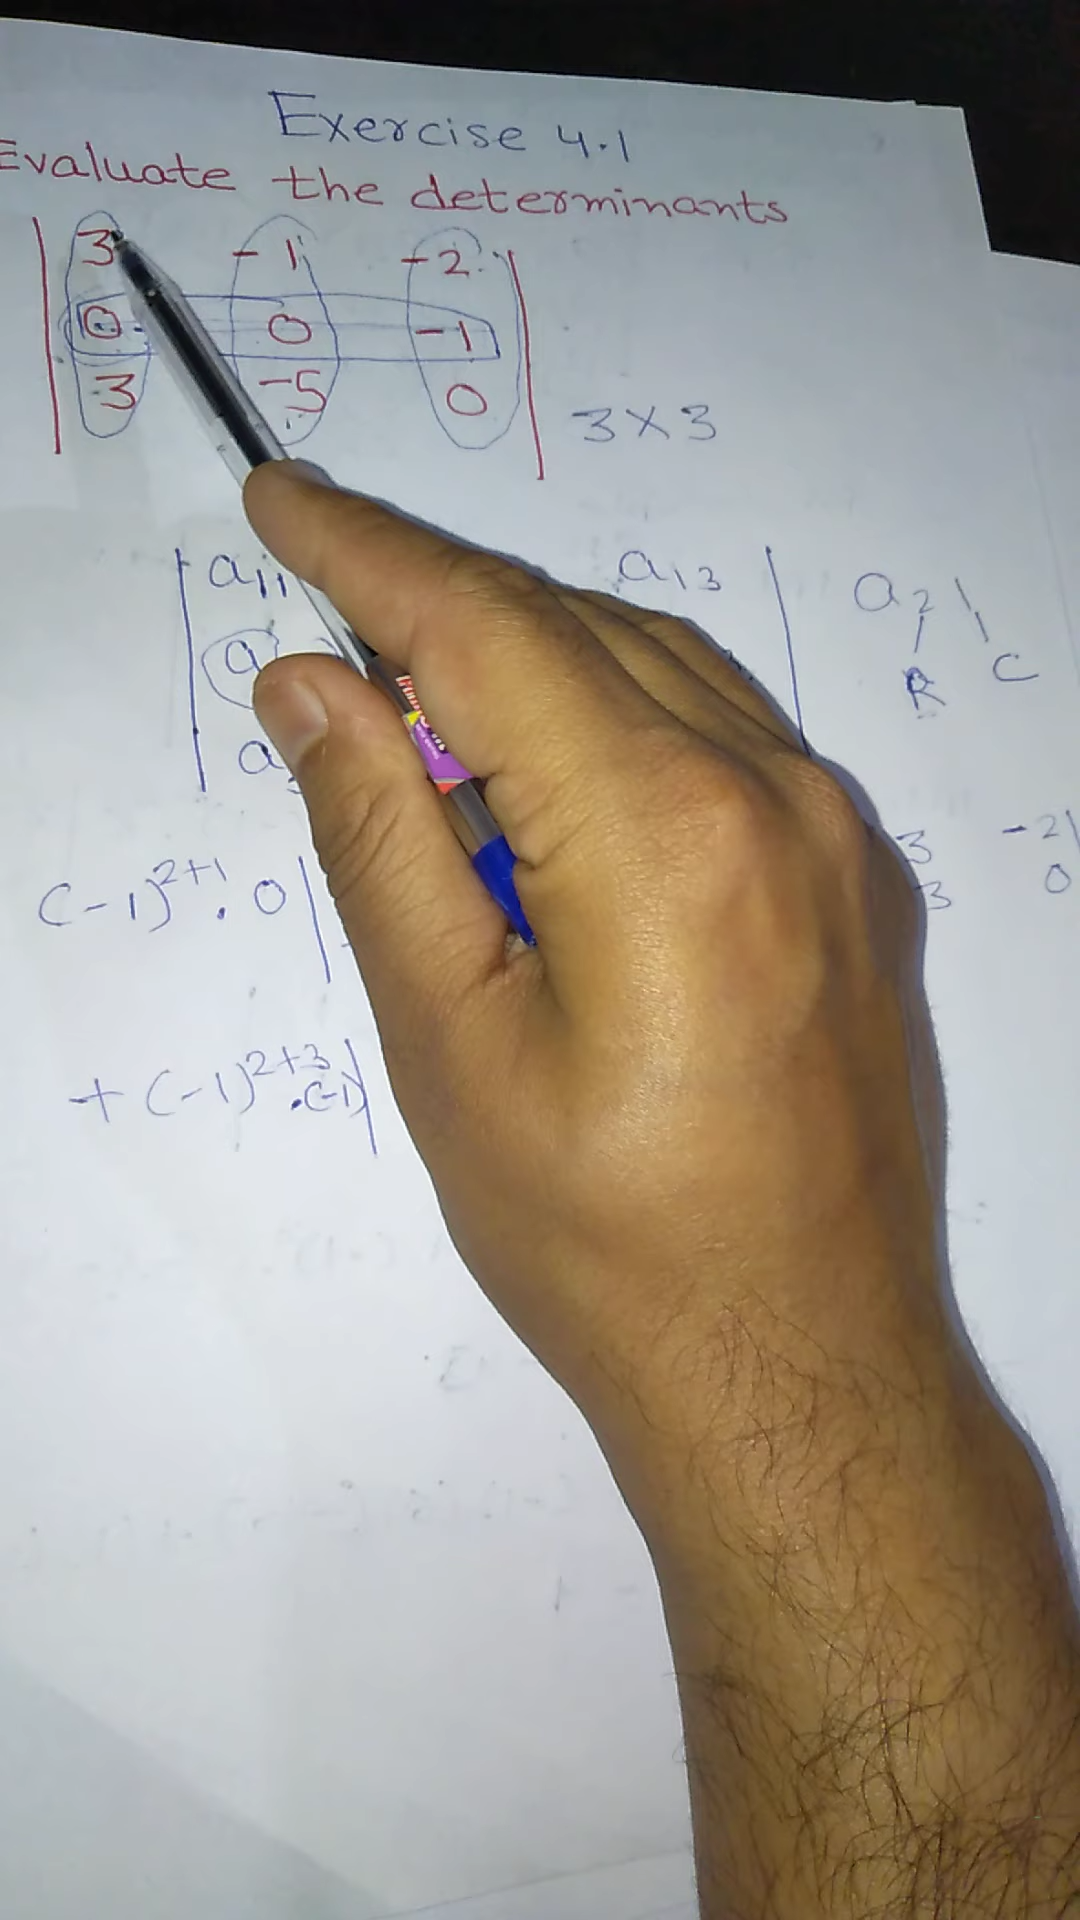 Exercise 4.1
Evaluate the determinants
3 -1 -2
0 0 -1
3 -5 0
3×3
a11 a13
a21
R C
a
a
3 -2
3 0
(-1)^2+1 . 0
+ (-1)^2+3 .(-1)